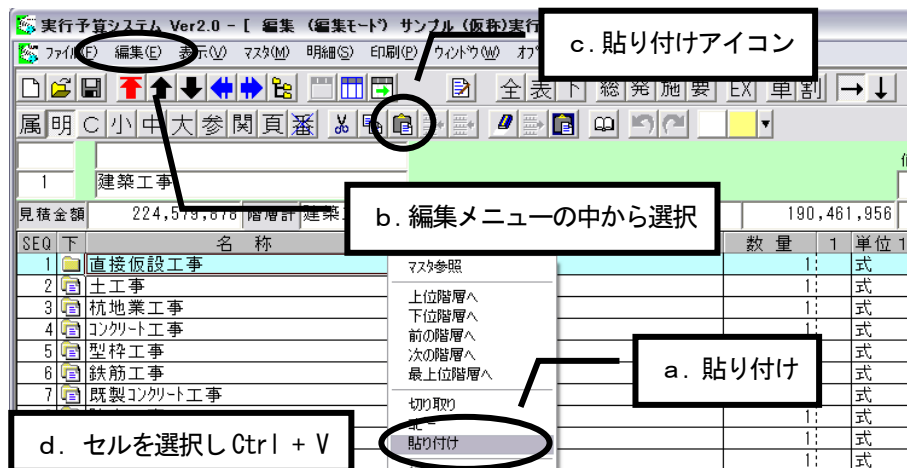 実行予算システム Ver2.0 - [ 編集 (編集モード) サンプル(仮称)実行
ファイル(F) 編集(E) 表示(V) マスタ(M) 明細(S) 印刷(P) ウィンドウ(W)
c.貼り付けアイコン
全 表 下 総 発 施 要 EX 単 割
属 明 C 小 中 大 参 関 頁 番
1 建築工事
b.編集メニューの中から選択
見積金額 224,579,878 階層計 建築 190,461,956
SEQ 下 名 称 数 量 1 単位1
1 直接仮設工事 マスタ参照 1 式
2 土工事 上位階層へ 1 式
3 杭地業工事 下位階層へ 1 式
4 コンクリート工事 前の階層へ 1 式
5 型枠工事 次の階層へ 1 式
6 鉄筋工事 最上位階層へ 式
7 既製コンクリート工事 切り取り 式
a.貼り付け
コピー 1 式
貼り付け 1 式
1 式
d.セルを選択し Ctrl + V